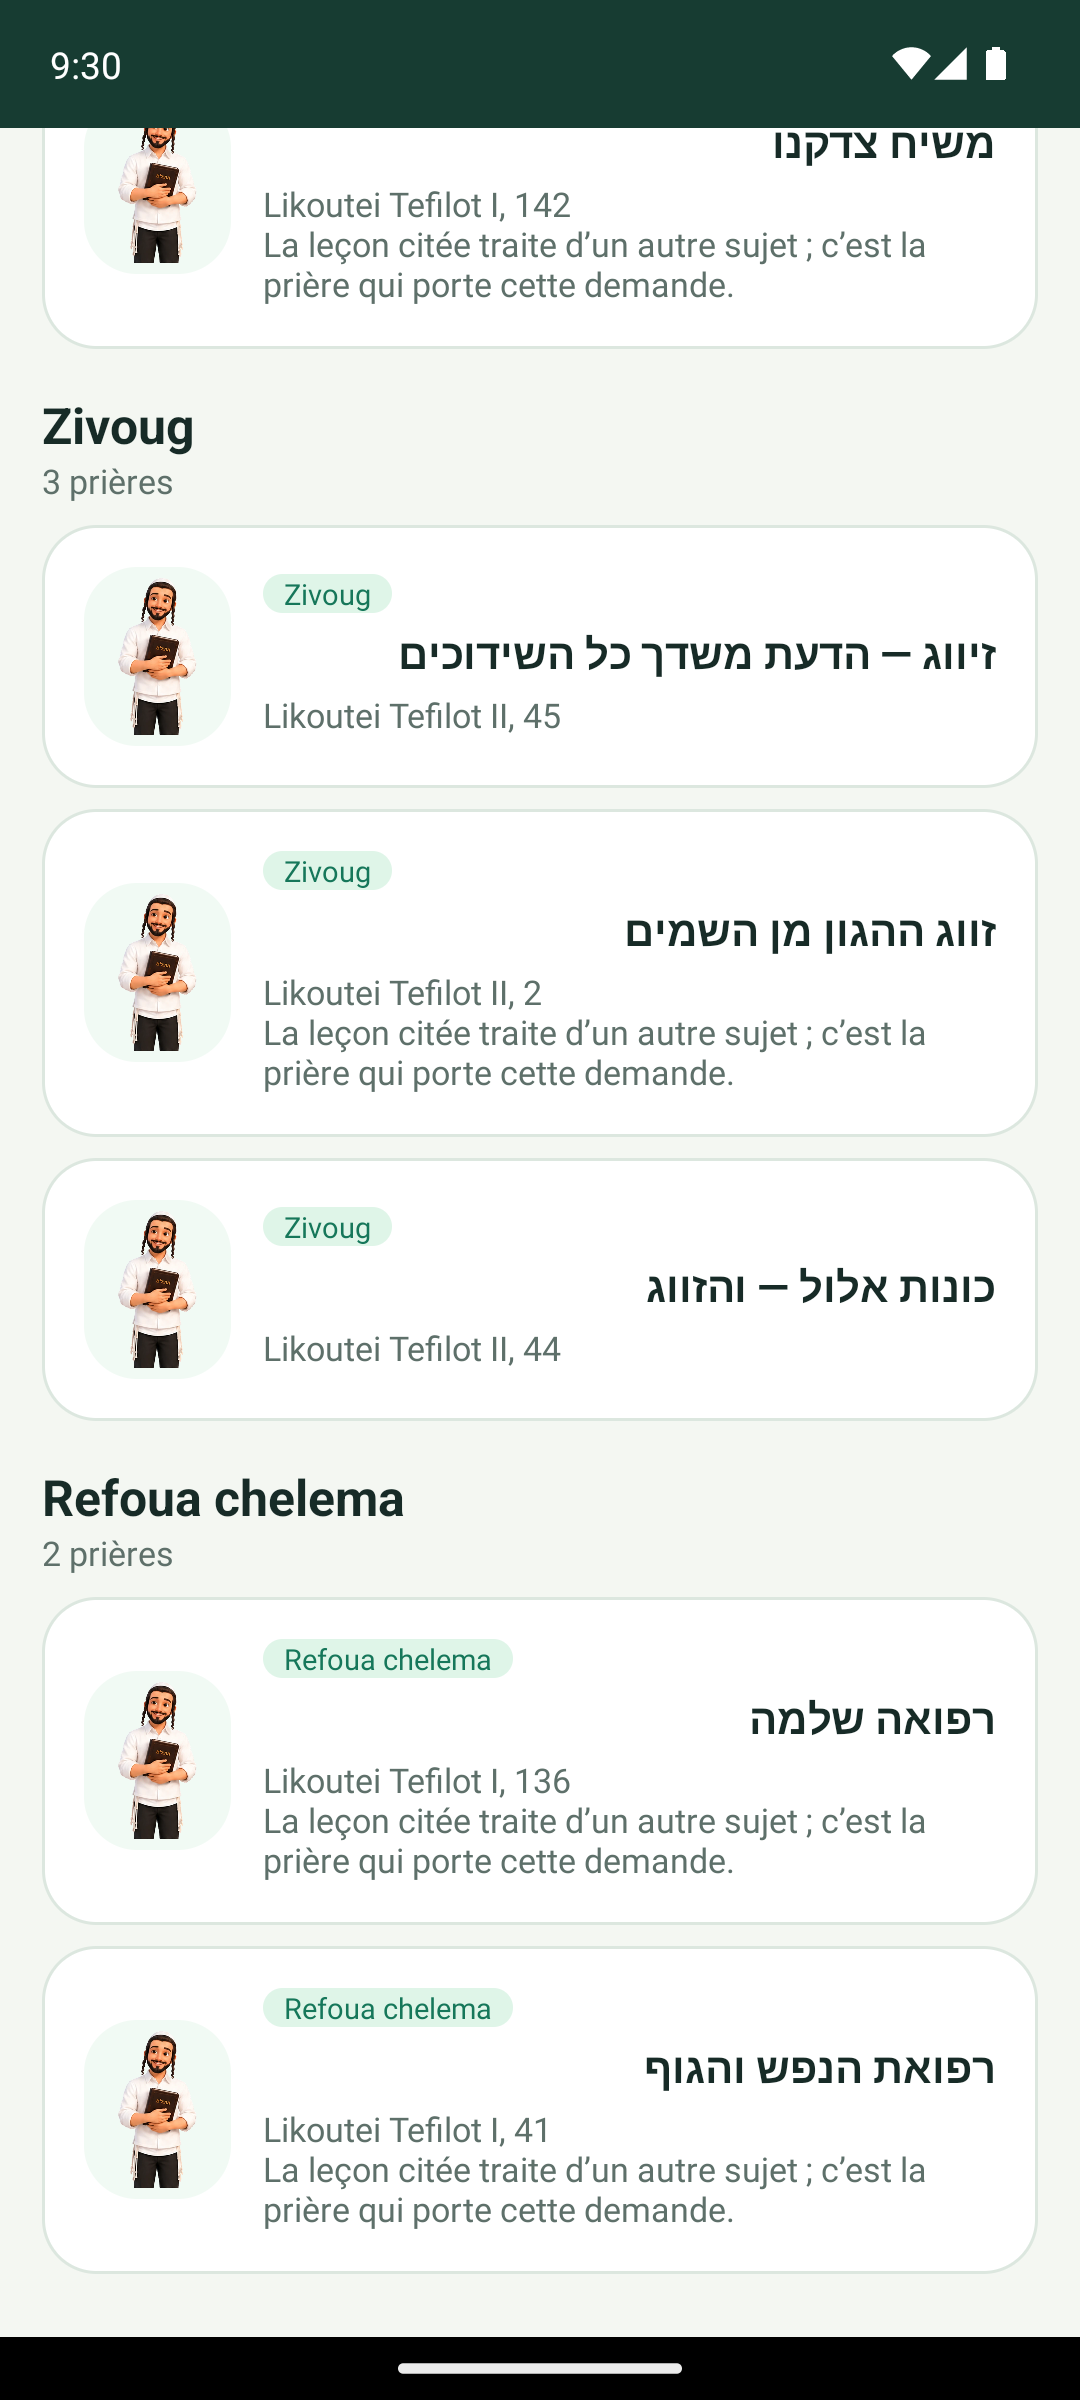 9:30
משיח צדקנו
Likoutei Tefilot I, 142
La leçon citée traite d’un autre sujet ; c’est la
prière qui porte cette demande.
Zivoug
3 prières
Zivoug
זיווג – הדעת משדך כל השידוכים
Likoutei Tefilot II, 45
Zivoug
זווג ההגון מן השמים
Likoutei Tefilot II, 2
La leçon citée traite d’un autre sujet ; c’est la
prière qui porte cette demande.
Zivoug
כונות אלול – והזווג
Likoutei Tefilot II, 44
Refoua chelema
2 prières
Refoua chelema
רפואה שלמה
Likoutei Tefilot I, 136
La leçon citée traite d’un autre sujet ; c’est la
prière qui porte cette demande.
Refoua chelema
רפואת הנפש והגוף
Likoutei Tefilot I, 41
La leçon citée traite d’un autre sujet ; c’est la
prière qui porte cette demande.